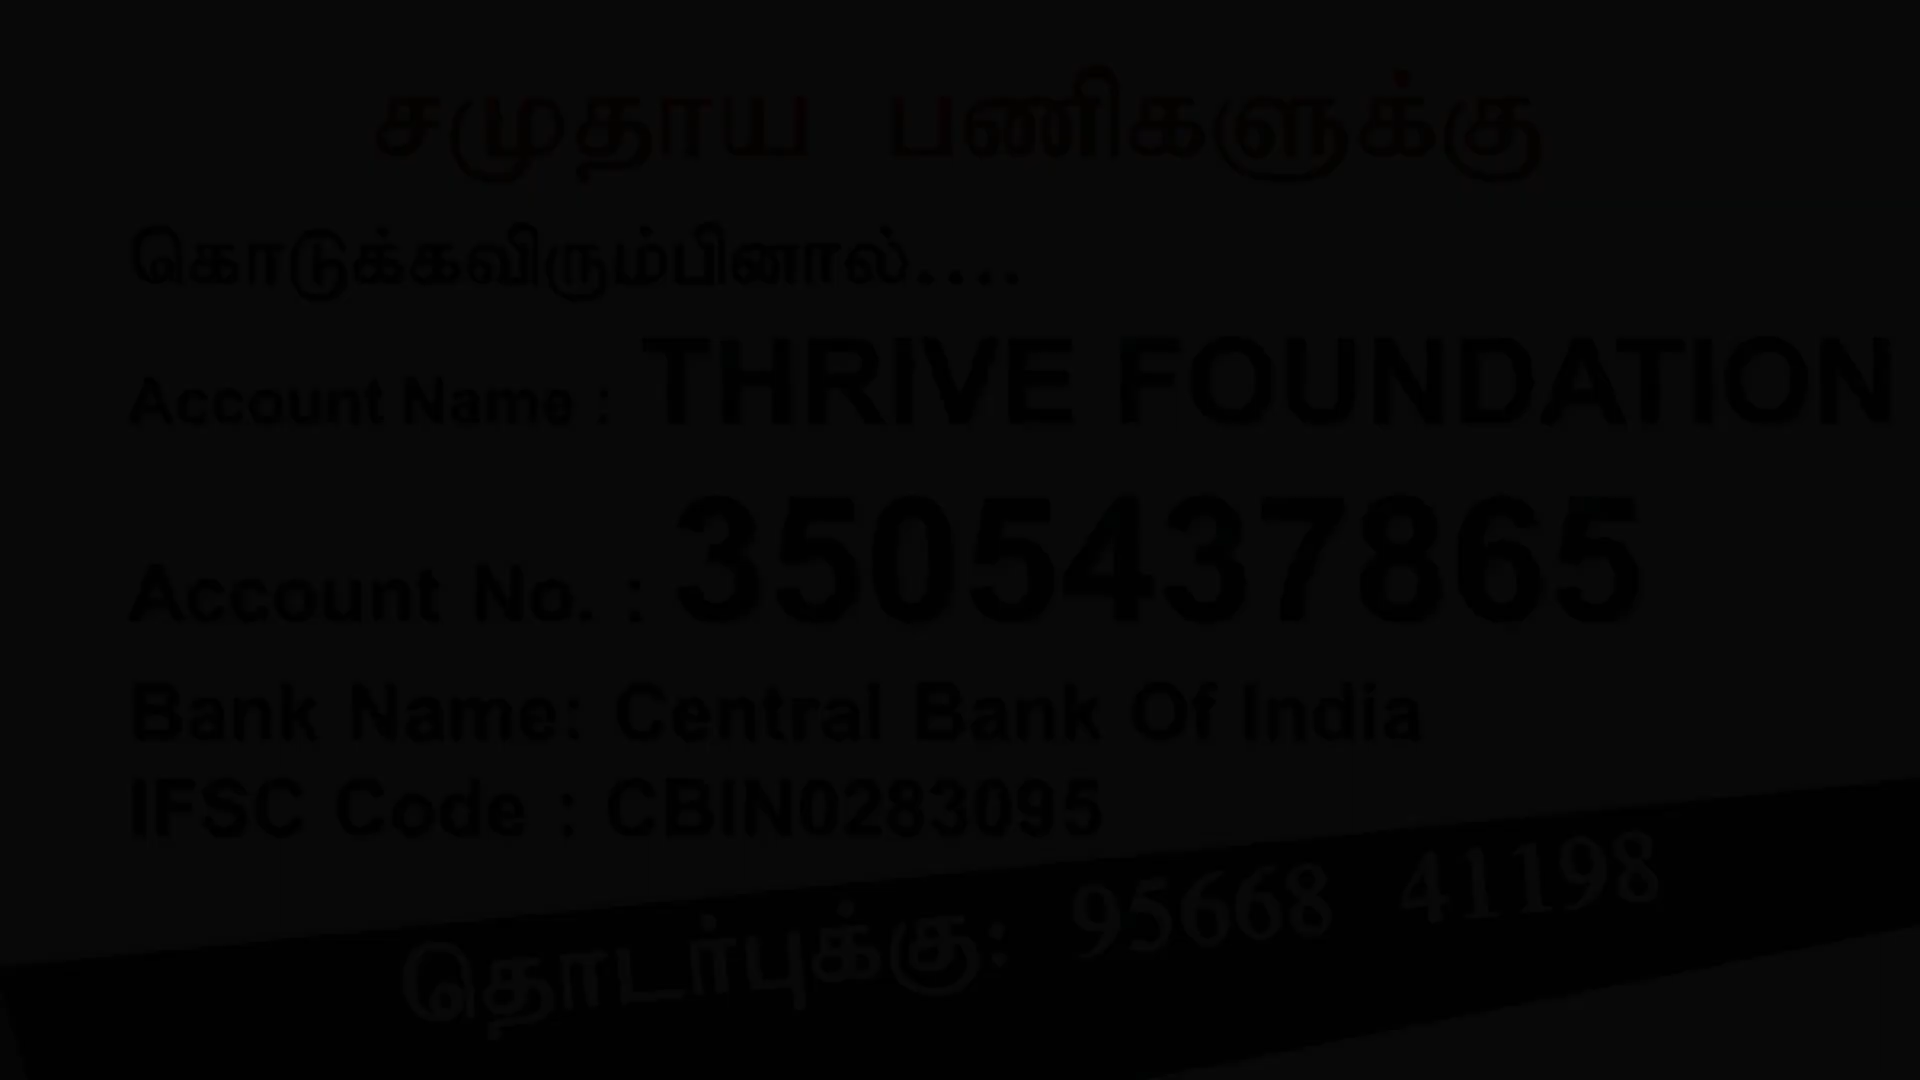 சமுதாய பணிகளுக்கு
கொடுக்கவிரும்பினால்....
Account Name : THRIVE FOUNDATION
Account No. : 3505437865
Bank Name: Central Bank Of India
IFSC Code : CBIN0283095
தொடர்புக்கு: 95668 41198